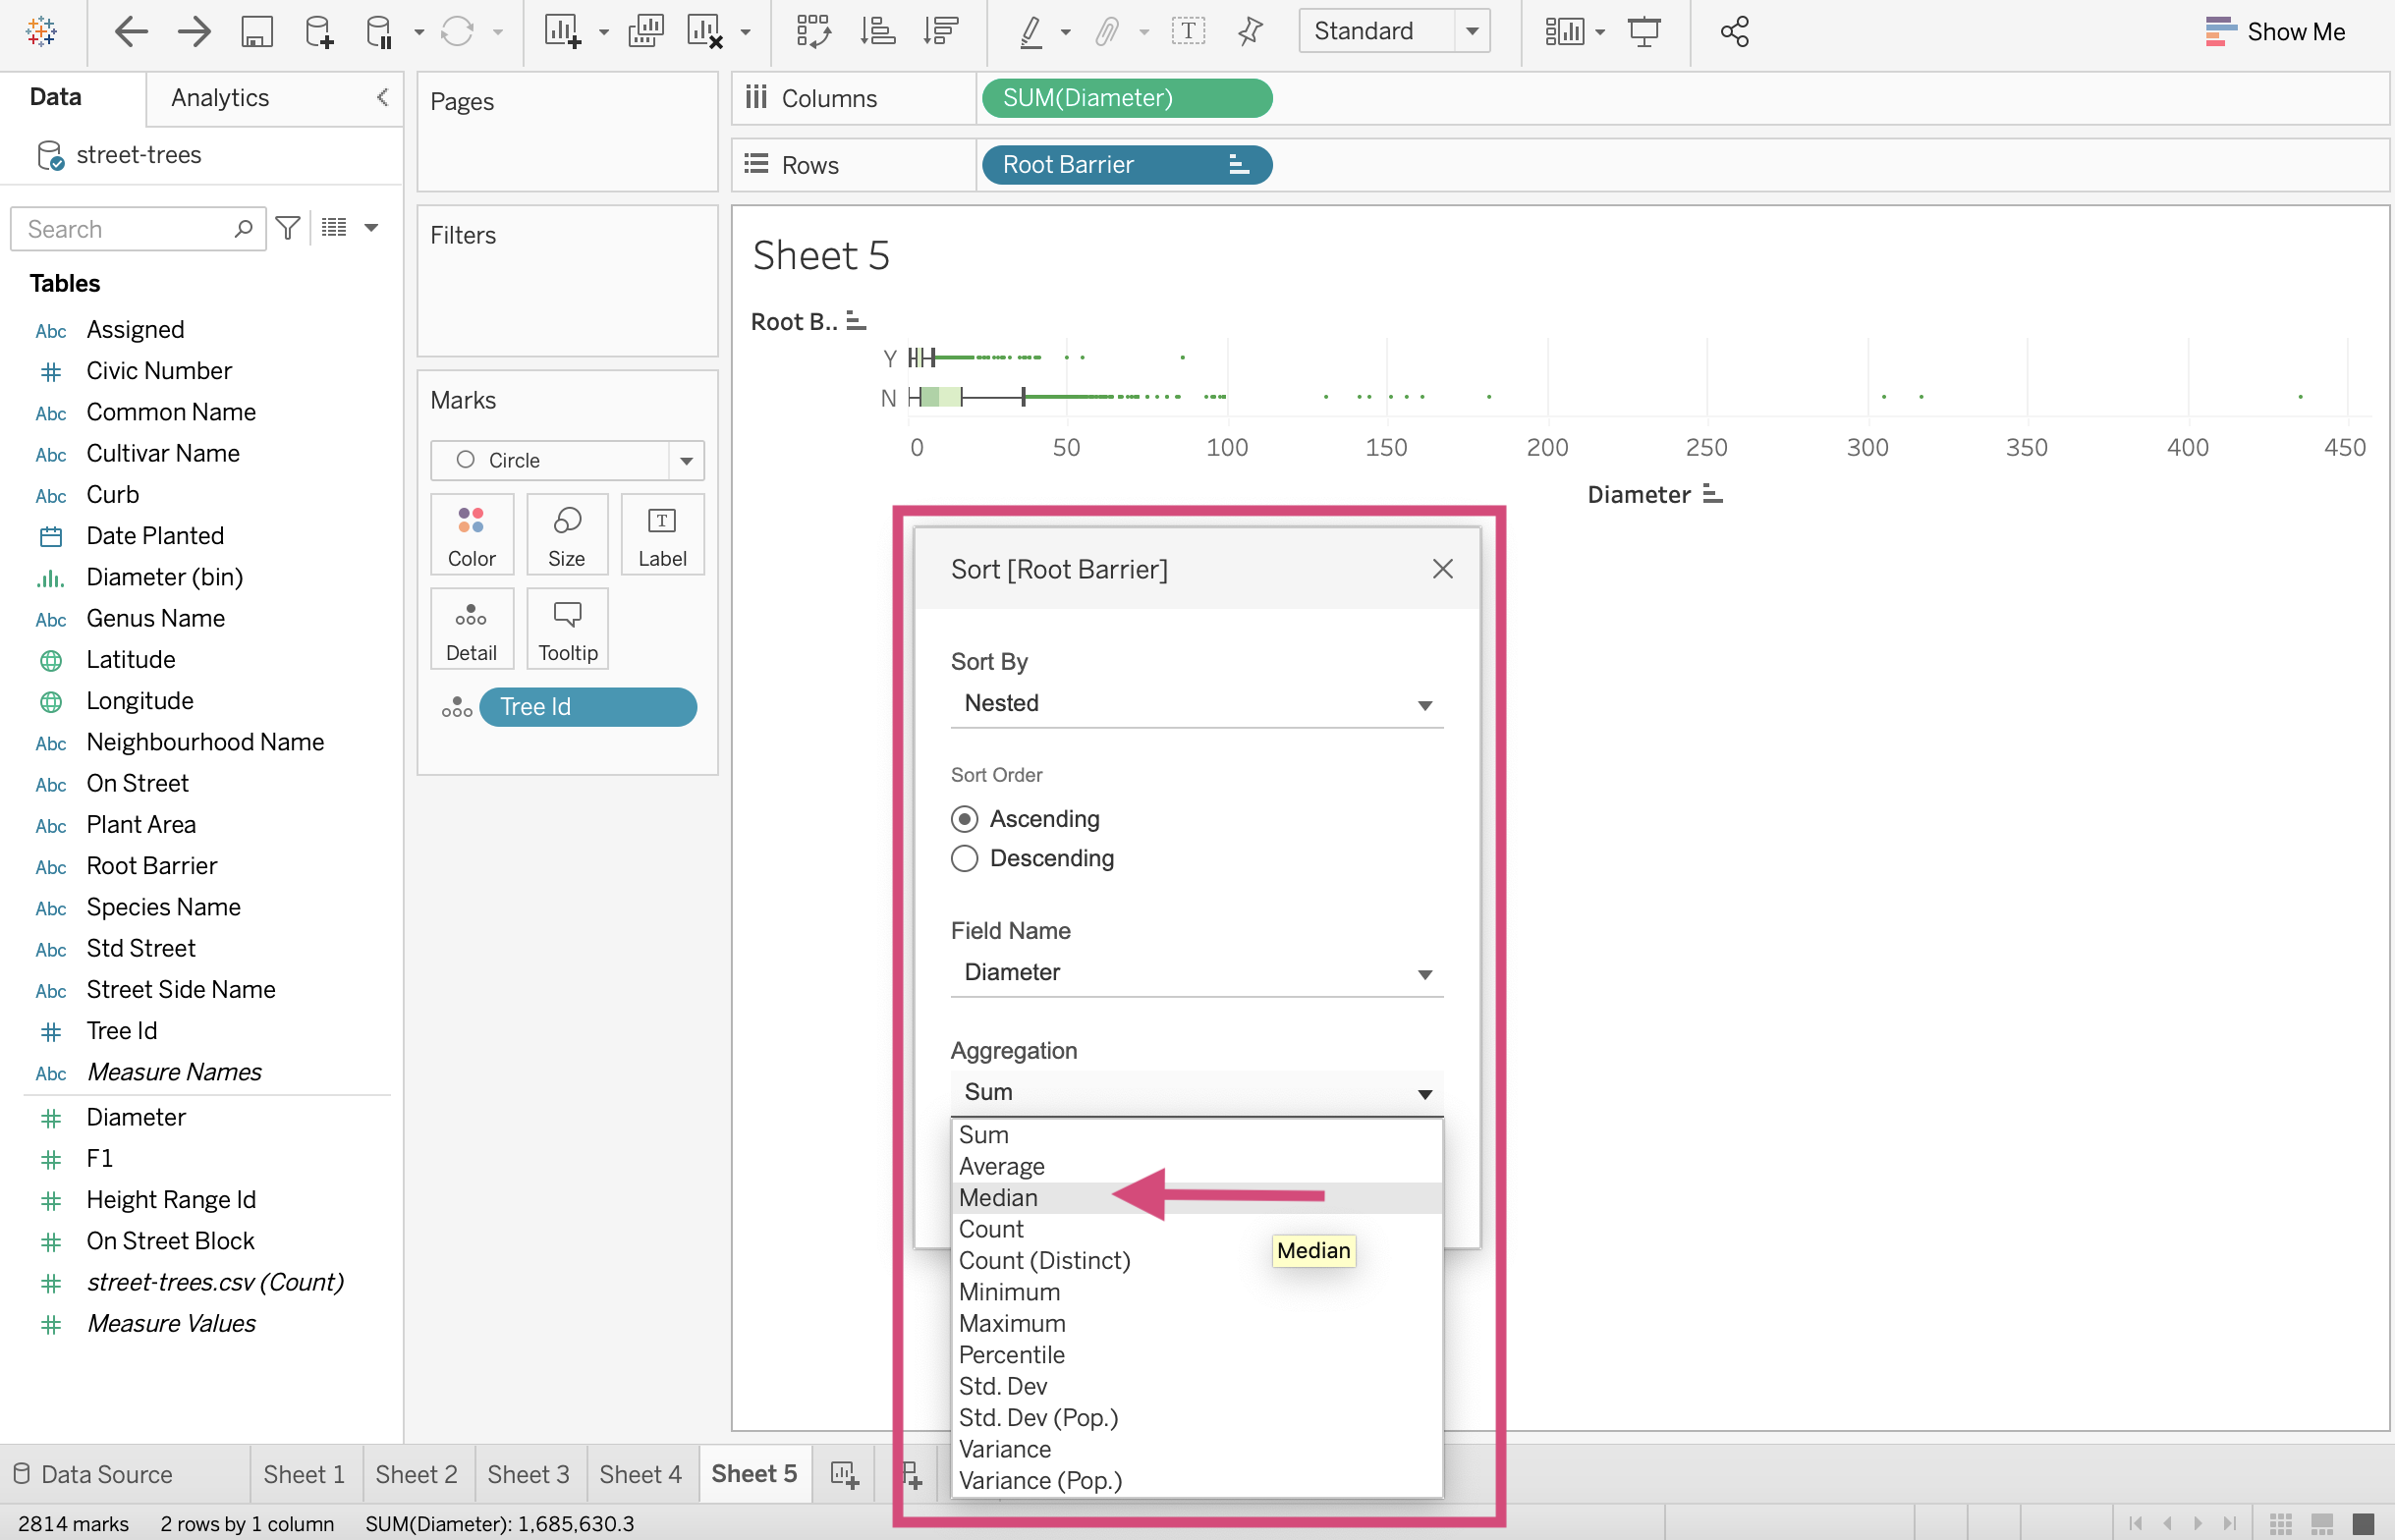 Standard
Show Me
Data
Analytics
street-trees
Search
Tables
Abc Assigned
Civic Number
Abc Common Name
Abc Cultivar Name
Abc Curb
Date Planted
Diameter (bin)
Abc Genus Name
Latitude
Longitude
Abc Neighbourhood Name
Abc On Street
Abc Plant Area
Abc Root Barrier
Abc Species Name
Abc Std Street
Abc Street Side Name
# Tree Id
Abc Measure Names
# Diameter
# F1
# Height Range Id
# On Street Block
# street-trees.csv (Count)
# Measure Values
Pages
Filters
Marks
Circle
Color
Size
T
Label
Detail
Tooltip
Tree Id
Columns
SUM(Diameter)
Rows
Root Barrier
Sheet 5
Root B..
Y
N
0 50 100 150 200 250 300 350 400 450
Diameter
Sort [Root Barrier]
Sort By
Nested
Sort Order
Ascending
Descending
Field Name
Diameter
Aggregation
Sum
Sum
Average
Median
Count
Median
Count (Distinct)
Minimum
Maximum
Percentile
Std. Dev
Std. Dev (Pop.)
Variance
Variance (Pop.)
Data Source
Sheet 1
Sheet 2
Sheet 3
Sheet 4
Sheet 5
2814 marks 2 rows by 1 column SUM(Diameter): 1,685,630.3